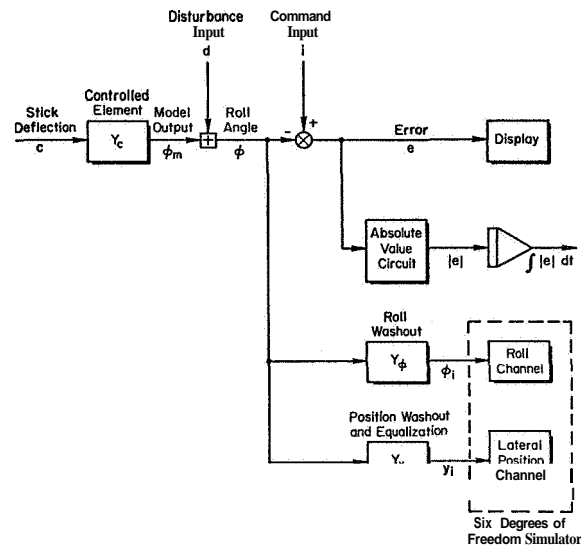 Disturbance
Input
d
Command
Input
i
Stick
Deflection
c
Controlled
Element
Y_c
Model
Output
ϕ_m
+
Roll
Angle
ϕ
-
+
Error
e
Display
Absolute
Value
Circuit
|e|
∫ |e| dt
Roll
Washout
Y_ϕ
ϕ_i
Roll
Channel
Position Washout
and Equalization
y_i
Lateral
Position
Channel
Six Degrees of
Freedom Simulator